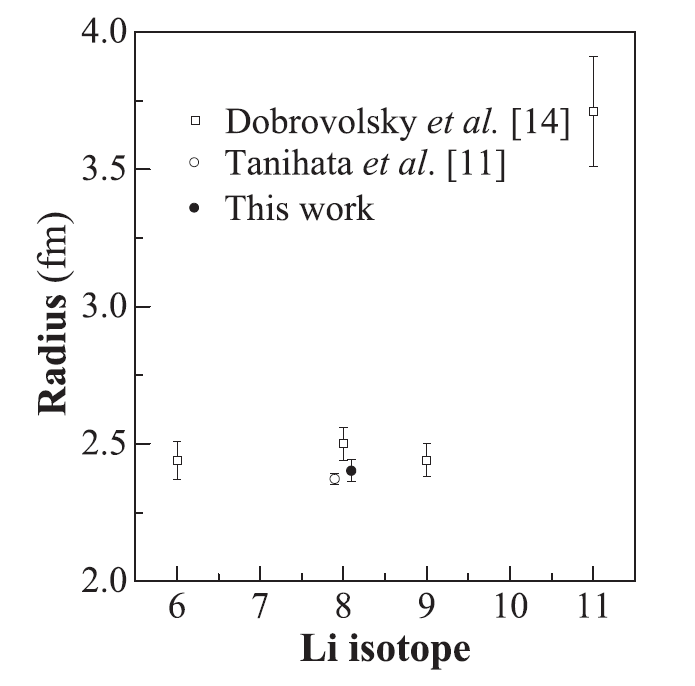 4.0
Dobrovolsky et al. [14]
Tanihata et al. [11]
This work
3.5
3.0
2.5
2.0
Radius (fm)
6 7 8 9 10 11
Li isotope